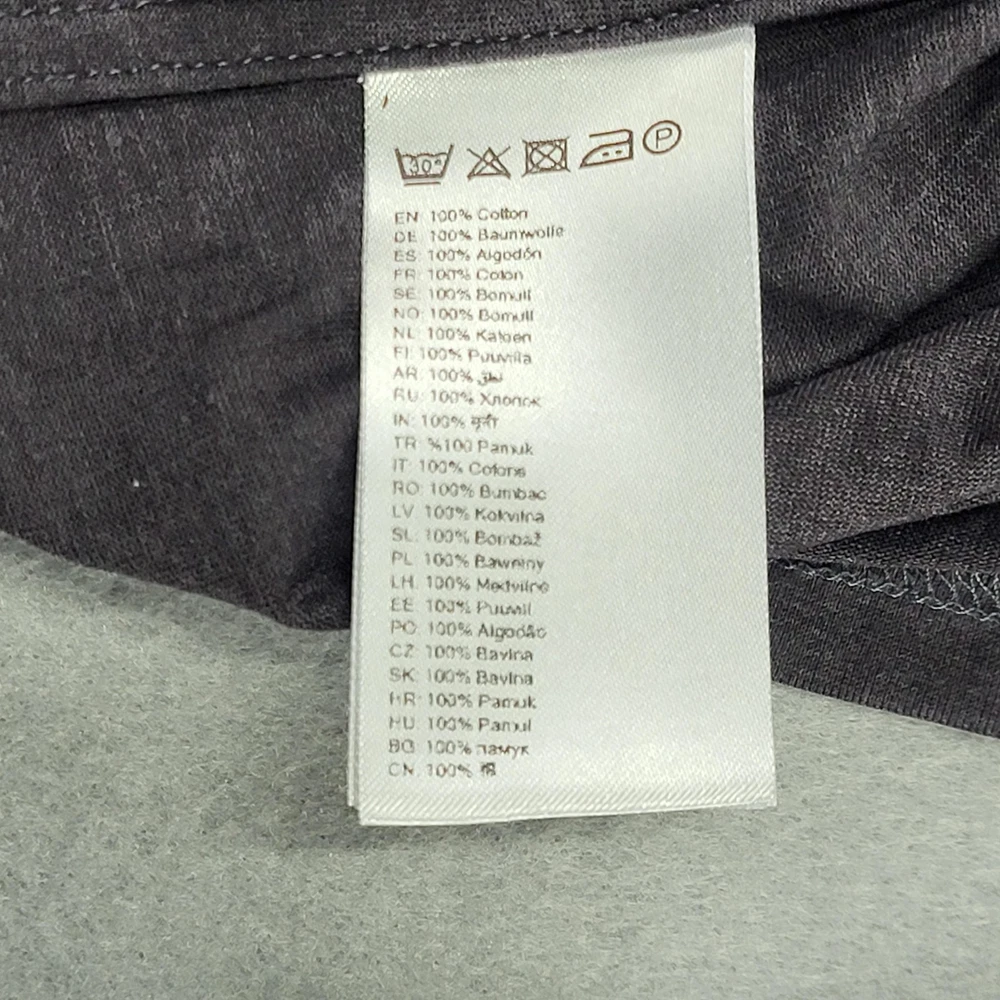 30°
P
EN: 100% Cotton
DE: 100% Baumwolle
ES: 100% Algodón
FR: 100% Coton
SE: 100% Bomull
NO: 100% Bomull
NL: 100% Katoen
FI: 100% Puuvilla
AR: 100% قطن
RU: 100% Хлопок
IN: 100% सूती
TR: %100 Pamuk
IT: 100% Cotone
RO: 100% Bumbac
LV: 100% Kokvilna
SL: 100% Bombaž
PL: 100% Bawełny
LH: 100% Medvilnė
EE: 100% Puuvill
PO: 100% Algodão
CZ: 100% Bavlna
SK: 100% Bavlna
HR: 100% Pamuk
HU: 100% Pamut
BG: 100% памук
CN: 100% 棉